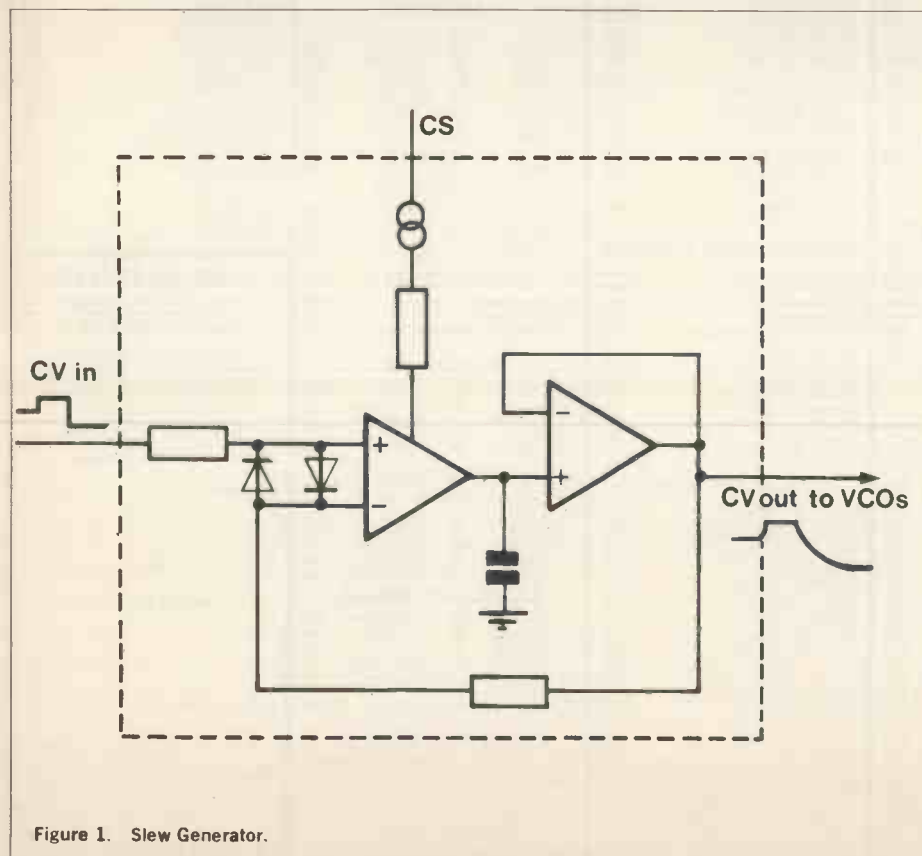 CS
CV in
+
-
-
+
CV out to VCOs
Figure 1. Slew Generator.